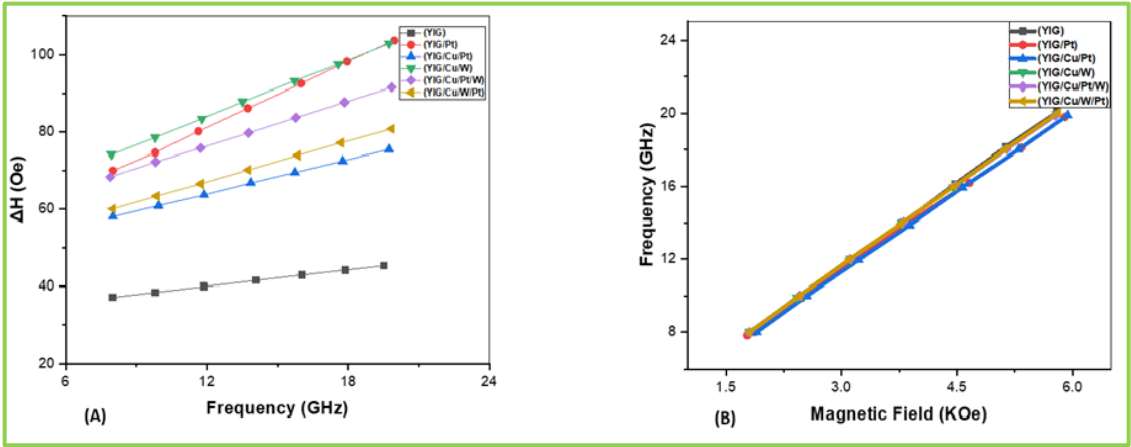 100
80
60
40
20
ΔH (Oe)
6
12
18
24
Frequency (GHz)
(A)
(YIG)
(YIG/Pt)
(YIG/Cu/Pt)
(YIG/Cu/W)
(YIG/Cu/Pt/W)
(YIG/Cu/W/Pt)
24
20
16
12
8
Frequency (GHz)
1.5
3.0
4.5
6.0
Magnetic Field (KOe)
(B)
(YIG)
(YIG/Pt)
(YIG/Cu/Pt)
(YIG/Cu/W)
(YIG/Cu/Pt/W)
(YIG/Cu/W/Pt)